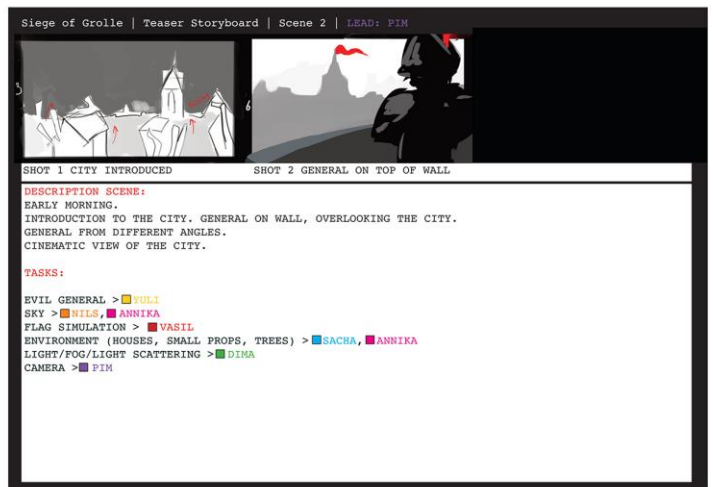 Siege of Grolle | Teaser Storyboard | Scene 2 | LEAD: PIM
SHOT 1 CITY INTRODUCED
SHOT 2 GENERAL ON TOP OF WALL
DESCRIPTION SCENE:
EARLY MORNING.
INTRODUCTION TO THE CITY. GENERAL ON WALL, OVERLOOKING THE CITY.
GENERAL FROM DIFFERENT ANGLES.
CINEMATIC VIEW OF THE CITY.
TASKS:
EVIL GENERAL > YULI
SKY > NILS, ANNIKA
FLAG SIMULATION > VASIL
ENVIRONMENT (HOUSES, SMALL PROPS, TREES) > SACHA, ANNIKA
LIGHT/FOG/LIGHT SCATTERING > DIMA
CAMERA > PIM